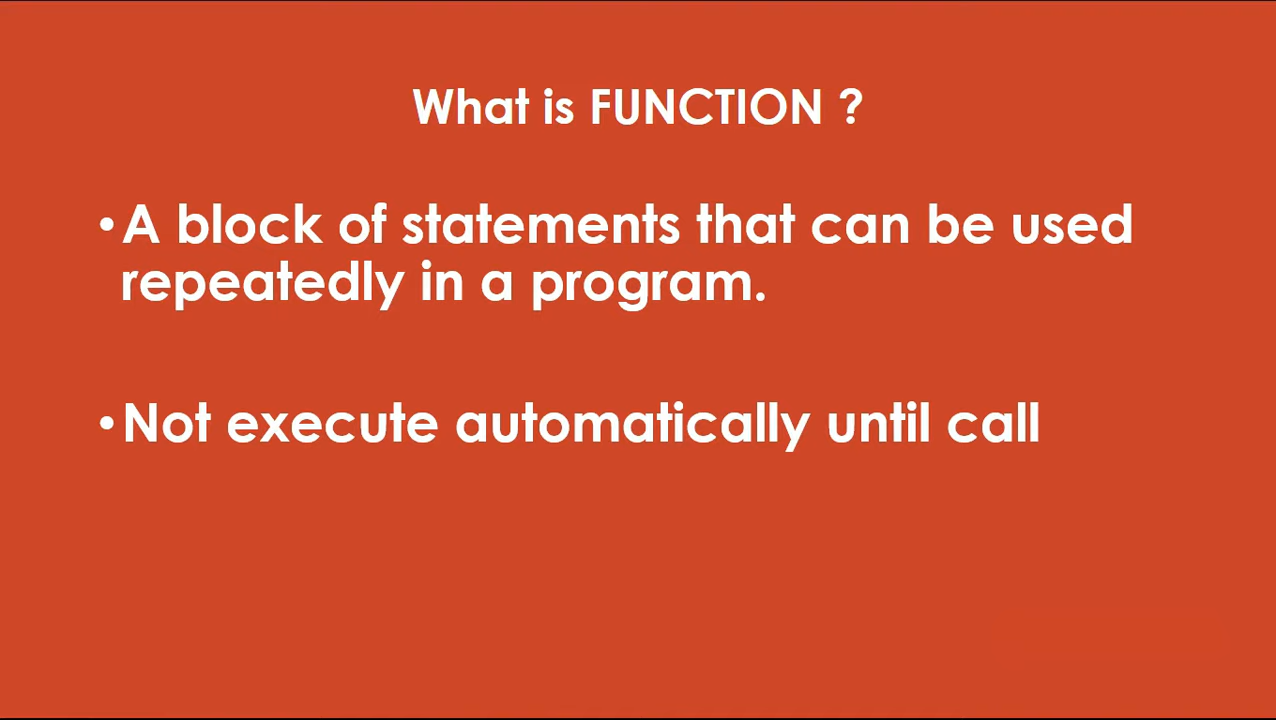 What is FUNCTION ?
•A block of statements that can be used
repeatedly in a program.
•Not execute automatically until call